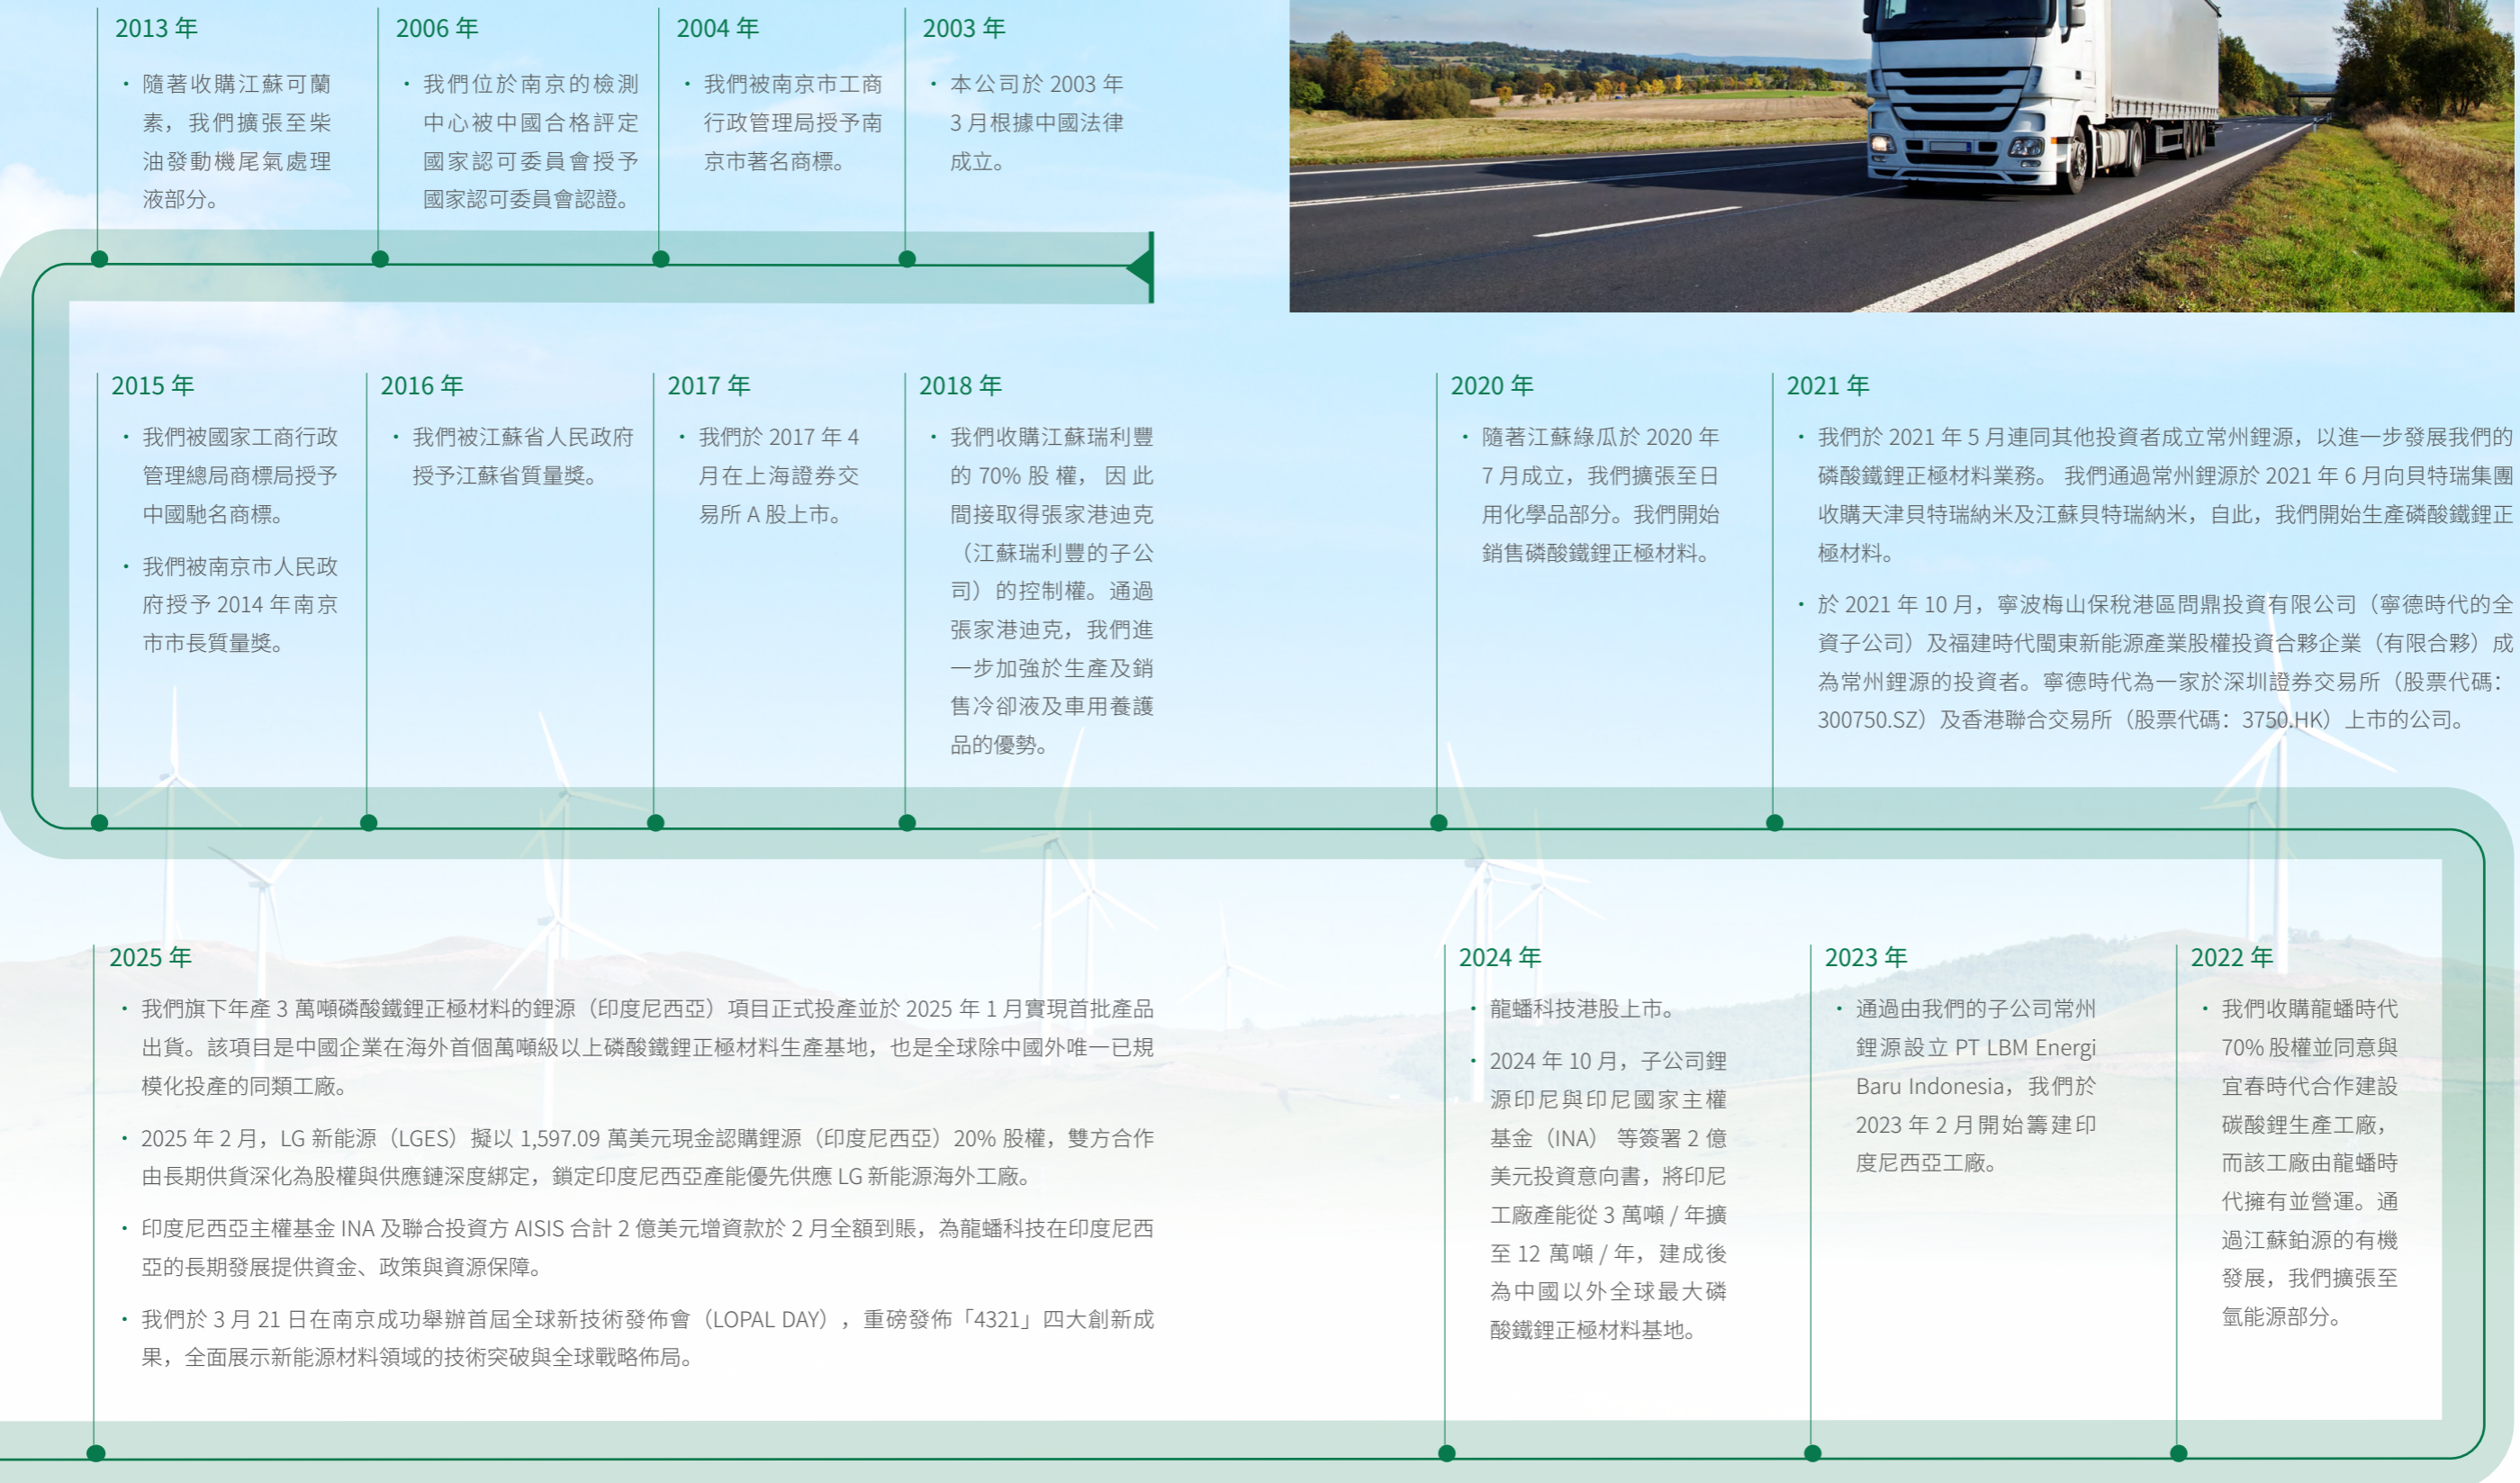 2013 年
• 隨著收購江蘇可蘭
素，我們擴張至柴
油發動機尾氣處理
液部分。
2006 年
• 我們位於南京的檢測
中心被中國合格評定
國家認可委員會授予
國家認可委員會認證。
2004 年
• 我們被南京市工商
行政管理局授予南
京市著名商標。
2003 年
• 本公司於 2003 年
3 月根據中國法律
成立。
2015 年
• 我們被國家工商行政
管理總局商標局授予
中國馳名商標。
• 我們被南京市人民政
府授予 2014 年南京
市市長質量獎。
2016 年
• 我們被江蘇省人民政府
授予江蘇省質量獎。
2017 年
• 我們於 2017 年 4
月在上海證券交
易所 A 股上市。
2018 年
• 我們收購江蘇瑞利豐
的 70% 股權，因此
間接取得張家港迪克
（江蘇瑞利豐的子公
司）的控制權。通過
張家港迪克，我們進
一步加強於生產及銷
售冷卻液及車用養護
品的優勢。
2020 年
• 隨著江蘇綠瓜於 2020 年
7 月成立，我們擴張至日
用化學品部分。我們開始
銷售磷酸鐵鋰正極材料。
2021 年
• 我們於 2021 年 5 月連同其他投資者成立常州鋰源，以進一步發展我們的
磷酸鐵鋰正極材料業務。 我們通過常州鋰源於 2021 年 6 月向貝特瑞集團
收購天津貝特瑞納米及江蘇貝特瑞納米，自此，我們開始生產磷酸鐵鋰正
極材料。
• 於 2021 年 10 月，寧波梅山保稅港區問鼎投資有限公司（寧德時代的全
資子公司）及福建時代閩東新能源產業股權投資合夥企業（有限合夥）成
為常州鋰源的投資者。寧德時代為一家於深圳證券交易所（股票代碼：
300750.SZ）及香港聯合交易所（股票代碼：3750.HK）上市的公司。
2025 年
• 我們旗下年產 3 萬噸磷酸鐵鋰正極材料的鋰源（印度尼西亞）項目正式投產並於 2025 年 1 月實現首批產品
出貨。該項目是中國企業在海外首個萬噸級以上磷酸鐵鋰正極材料生產基地，也是全球除中國外唯一已規
模化投產的同類工廠。
• 2025 年 2 月，LG 新能源（LGES）擬以 1,597.09 萬美元現金認購鋰源（印度尼西亞）20% 股權，雙方合作
由長期供貨深化為股權與供應鏈深度綁定，鎖定印度尼西亞產能優先供應 LG 新能源海外工廠。
• 印度尼西亞主權基金 INA 及聯合投資方 AISIS 合計 2 億美元增資款於 2 月全額到賬，為龍蟠科技在印度尼西
亞的長期發展提供資金、政策與資源保障。
• 我們於 3 月 21 日在南京成功舉辦首屆全球新技術發佈會（LOPAL DAY），重磅發佈「4321」四大創新成
果，全面展示新能源材料領域的技術突破與全球戰略佈局。
2024 年
• 龍蟠科技港股上市。
• 2024 年 10 月，子公司鋰
源印尼與印尼國家主權
基金（INA） 等簽署 2 億
美元投資意向書，將印尼
工廠產能從 3 萬噸 / 年擴
至 12 萬噸 / 年，建成後
為中國以外全球最大磷
酸鐵鋰正極材料基地。
2023 年
• 通過由我們的子公司常州
鋰源設立 PT LBM Energi
Baru Indonesia，我們於
2023 年 2 月開始籌建印
度尼西亞工廠。
2022 年
• 我們收購龍蟠時代
70% 股權並同意與
宜春時代合作建設
碳酸鋰生產工廠，
而該工廠由龍蟠時
代擁有並營運。通
過江蘇鉑源的有機
發展，我們擴張至
氫能源部分。